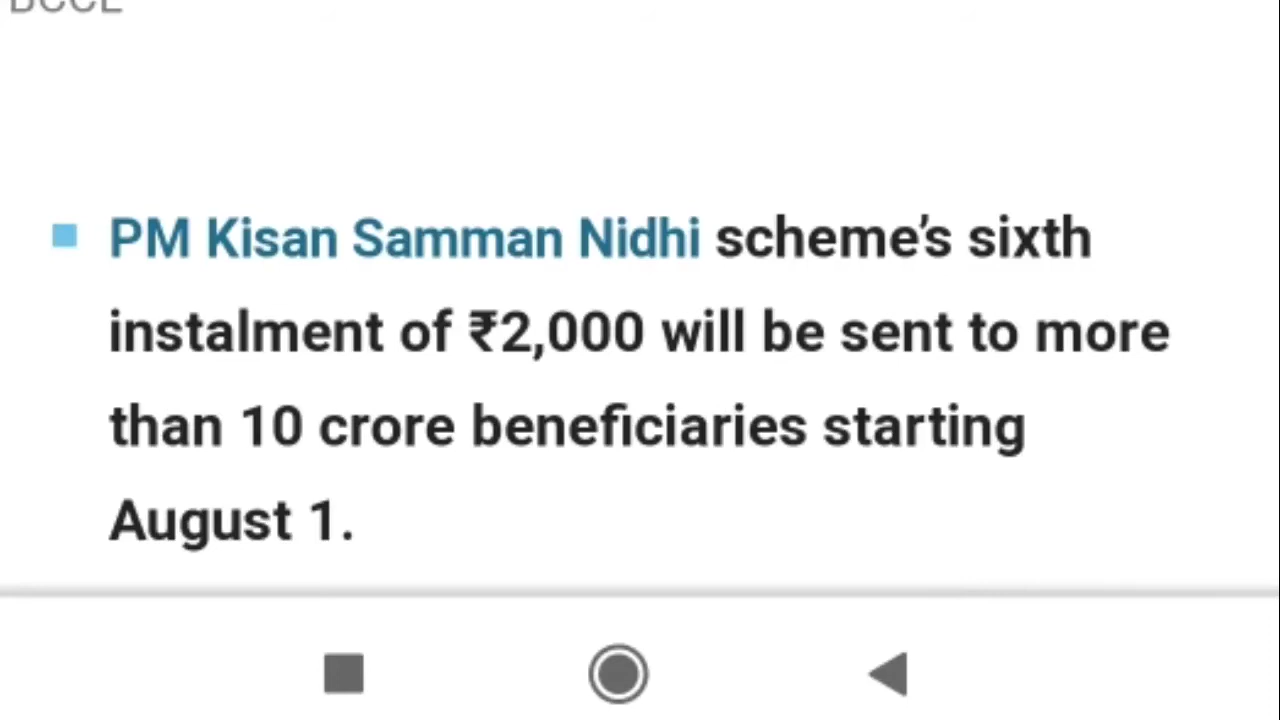 BCCL
PM Kisan Samman Nidhi scheme’s sixth
instalment of ₹2,000 will be sent to more
than 10 crore beneficiaries starting
August 1.